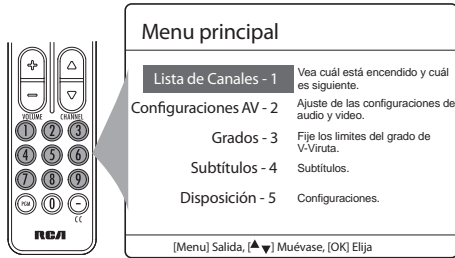 Menu principal
Lista de Canales - 1
Vea cuál está encendido y cuál
es siguiente.
Configuraciones AV - 2
Ajuste de las configuraciones de
audio y video.
Grados - 3
Fije los limites del grado de
V-Viruta.
Subtítulos - 4
Subtítulos.
Disposición - 5
Configuraciones.
[Menu] Salida, [▲▼] Muévase, [OK] Elija
+
−
VOLUME
CHANNEL
1 2 3
4 5 6
7 8 9
PGM 0 −
CC
RCA